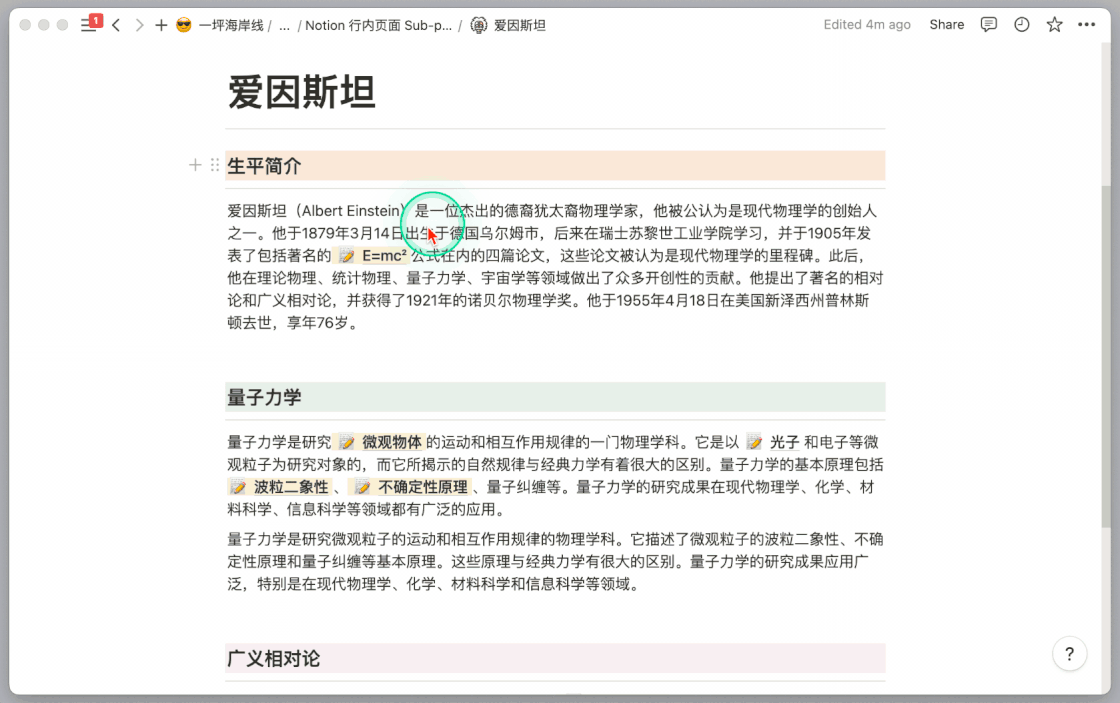 1
一坪海岸线 / ... / Notion 行内页面 Sub-p... / 爱因斯坦
Edited 4m ago Share
爱因斯坦
生平简介
爱因斯坦（Albert Einstein）是一位杰出的德裔犹太裔物理学家，他被公认为是现代物理学的创始人
之一。他于1879年3月14日出生于德国乌尔姆市，后来在瑞士苏黎世工业学院学习，并于1905年发
表了包括著名的 E=mc² 公式在内的四篇论文，这些论文被认为是现代物理学的里程碑。此后，
他在理论物理、统计物理、量子力学、宇宙学等领域做出了众多开创性的贡献。他提出了著名的相对
论和广义相对论，并获得了1921年的诺贝尔物理学奖。他于1955年4月18日在美国新泽西州普林斯
顿去世，享年76岁。
量子力学
量子力学是研究 微观物体 的运动和相互作用规律的一门物理学科。它是以 光子 和电子等微
观粒子为研究对象的，而它所揭示的自然规律与经典力学有着很大的区别。量子力学的基本原理包括
波粒二象性 、 不确定性原理 、量子纠缠等。量子力学的研究成果在现代物理学、化学、材
料科学、信息科学等领域都有广泛的应用。
量子力学是研究微观粒子的运动和相互作用规律的物理学科。它描述了微观粒子的波粒二象性、不确
定性原理和量子纠缠等基本原理。这些原理与经典力学有很大的区别。量子力学的研究成果应用广
泛，特别是在现代物理学、化学、材料科学和信息科学等领域。
广义相对论
?